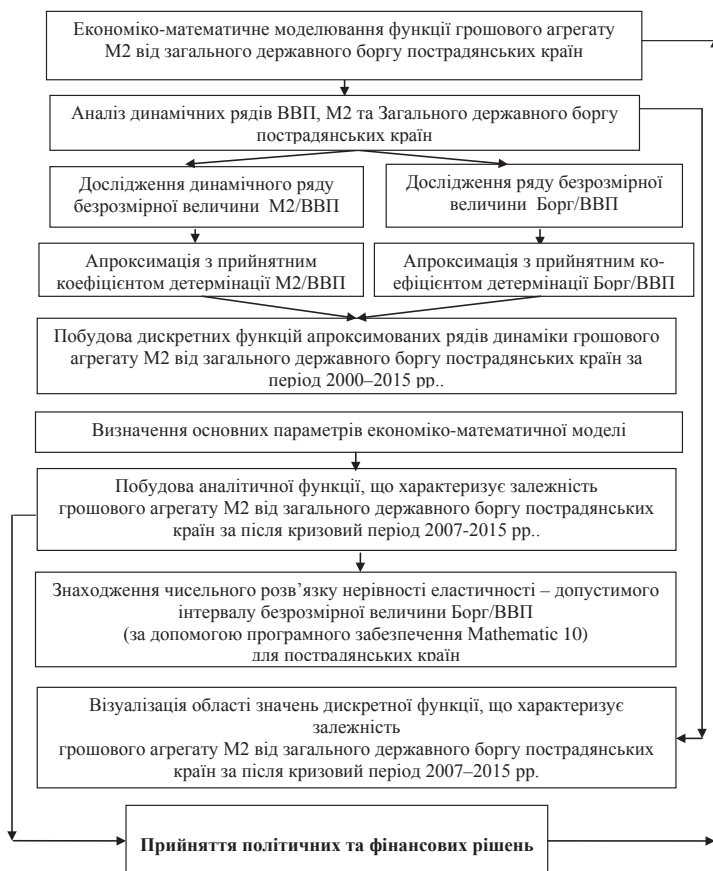 Економіко-математичне моделювання функції грошового агрегату
М2 від загального державного боргу пострадянських країн
Аналіз динамічних рядів ВВП, М2 та Загального державного боргу
пострадянських країн
Дослідження динамічного ряду
безрозмірної величини М2/ВВП
Дослідження ряду безрозмірної
величини Борг/ВВП
Апроксимація з прийнятним
коефіцієнтом детермінації М2/ВВП
Апроксимація з прийнятним ко-
ефіцієнтом детермінації Борг/ВВП
Побудова дискретних функцій апроксимованих рядів динаміки грошового
агрегату М2 від загального державного боргу пострадянських країн за
період 2000–2015 рр..
Визначення основних параметрів економіко-математичної моделі
Побудова аналітичної функції, що характеризує залежність
грошового агрегату М2 від загального державного боргу пострадянських
країн за після кризовий період 2007-2015 рр..
Знаходження чисельного розв’язку нерівності еластичності – допустимого
інтервалу безрозмірної величини Борг/ВВП
(за допомогою програмного забезпечення Mathematic 10)
для пострадянських країн
Візуалізація області значень дискретної функції, що характеризує
залежність
грошового агрегату М2 від загального державного боргу пострадянських
країн за після кризовий період 2007–2015 рр.
Прийняття політичних та фінансових рішень